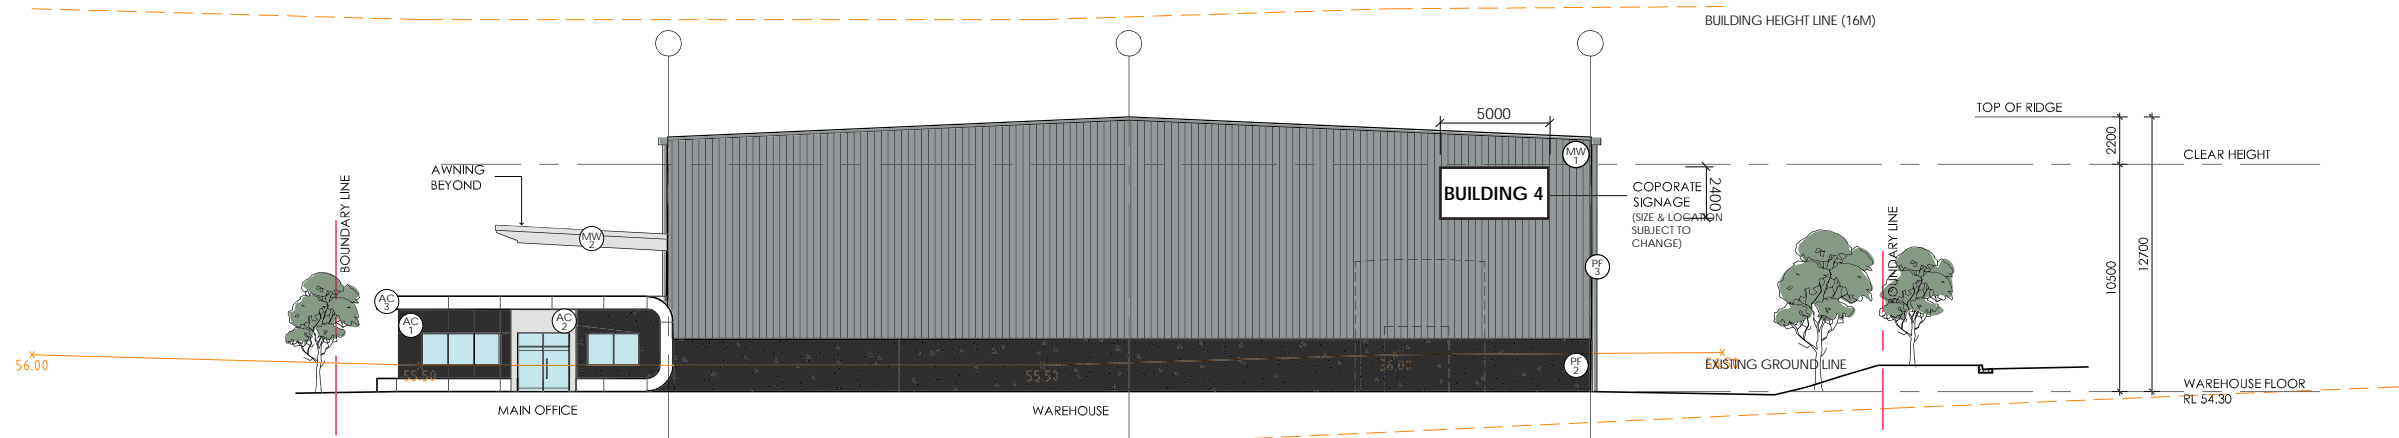 BUILDING HEIGHT LINE (16M)
5000
TOP OF RIDGE
2200
MW
1
CLEAR HEIGHT
AWNING
BEYOND
BOUNDARY LINE
BUILDING 4
COPORATE
SIGNAGE
(SIZE & LOCATION
SUBJECT TO
CHANGE)
2400
BOUNDARY LINE
MW
2
PF
3
10500
12700
AC
3
AC
1
AC
2
56.00
55.50
55.50
56.00
PF
2
EXISTING GROUND LINE
WAREHOUSE FLOOR
RL 54.30
MAIN OFFICE
WAREHOUSE